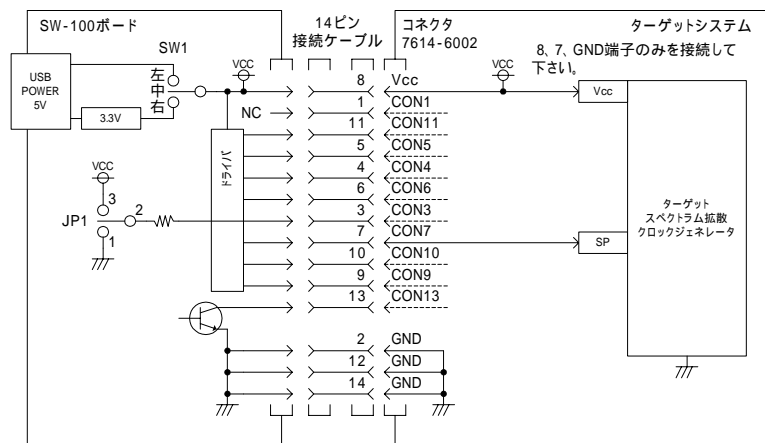 SW-100ボード
14ピン
接続ケーブル
コネクタ
7614-6002
ターゲットシステム
8、7、GND端子のみを接続して
下さい。
SW1
USB
POWER
5V
左
中
右
3.3V
VCC
VCC
Vcc
NC
8 Vcc
1 CON1
11 CON11
5 CON5
4 CON4
6 CON6
3 CON3
7 CON7
10 CON10
9 CON9
13 CON13
2 GND
12 GND
14 GND
ドライバ
VCC
3
JP1
2
1
SP
ターゲット
スペクトラム拡散
クロックジェネレータ